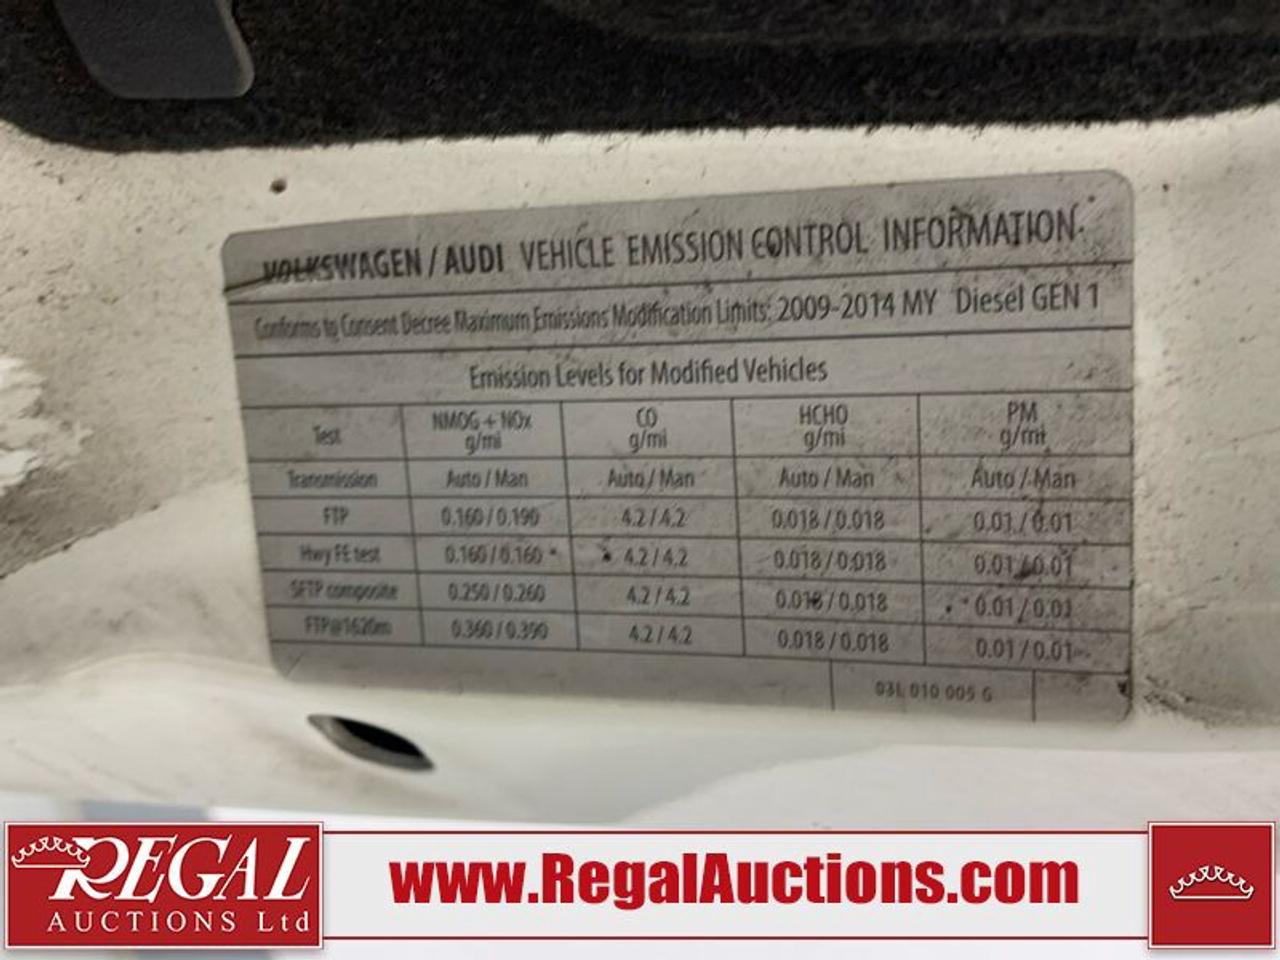 VOLKSWAGEN / AUDI VEHICLE EMISSION CONTROL INFORMATION
Conforms to Consent Decree Maximum Emissions Modification Limits: 2009-2014 MY Diesel GEN 1
Emission Levels for Modified Vehicles
Test NMOG + NOx g/mi CO g/mi HCHO g/mi PM g/mi
Transmission Auto / Man Auto / Man Auto / Man Auto / Man
FTP 0.160 / 0.190 4.2 / 4.2 0.018 / 0.018 0.01 / 0.01
Hwy FE test 0.160 / 0.160 4.2 / 4.2 0.018 / 0.018 0.01 / 0.01
SFTP composite 0.250 / 0.260 4.2 / 4.2 0.018 / 0.018 0.01 / 0.01
FTP@1620m 0.360 / 0.390 4.2 / 4.2 0.018 / 0.018 0.01 / 0.01
03L 010 005 G
REGAL
AUCTIONS Ltd
www.RegalAuctions.com